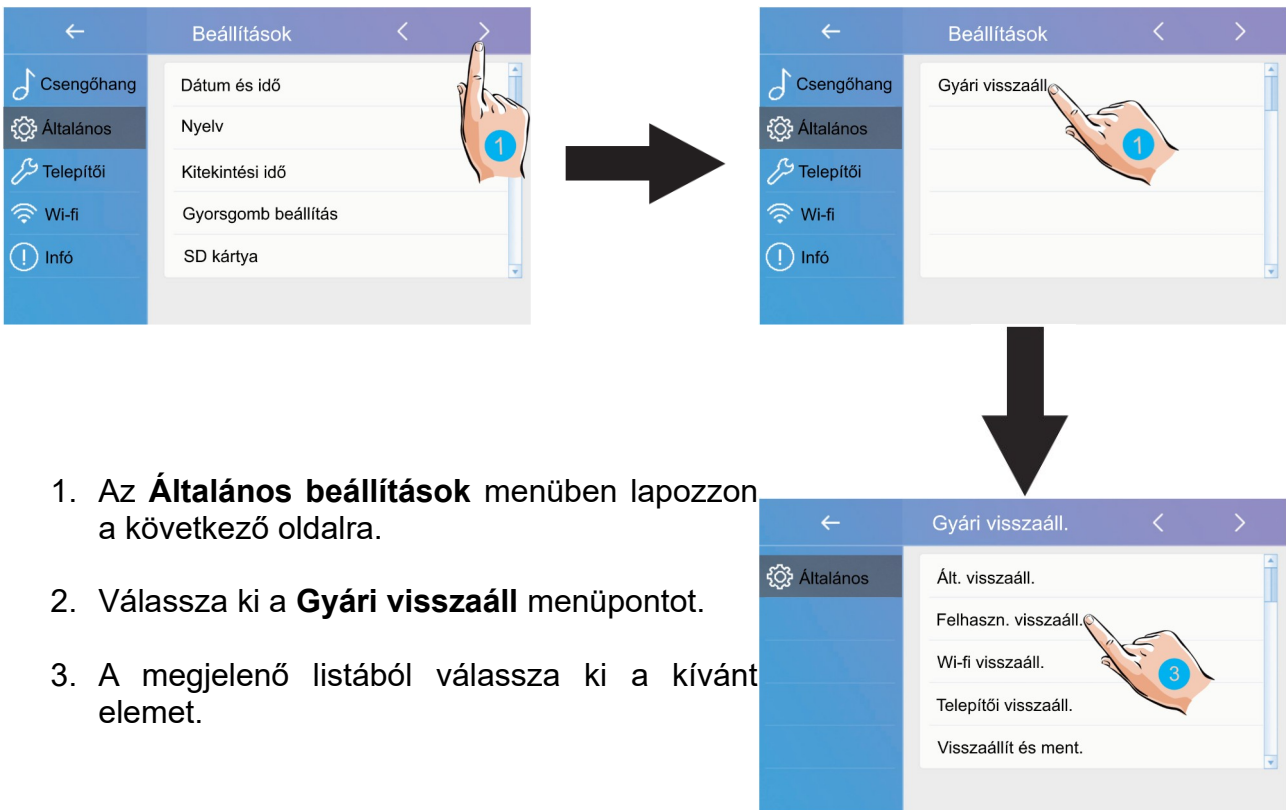 Beállítások
Csengőhang
Általános
Telepítői
Wi-fi
Infó
Dátum és idő
Nyelv
Kitekintési idő
Gyorsgomb beállítás
SD kártya
1
Beállítások
Csengőhang
Általános
Telepítői
Wi-fi
Infó
Gyári visszaáll.
1
1. Az Általános beállítások menüben lapozzon
a következő oldalra.
2. Válassza ki a Gyári visszaáll menüpontot.
3. A megjelenő listából válassza ki a kívánt
elemet.
Gyári visszaáll.
Általános
Ált. visszaáll.
Felhaszn. visszaáll.
Wi-fi visszaáll.
Telepítői visszaáll.
Visszaállít és ment.
3